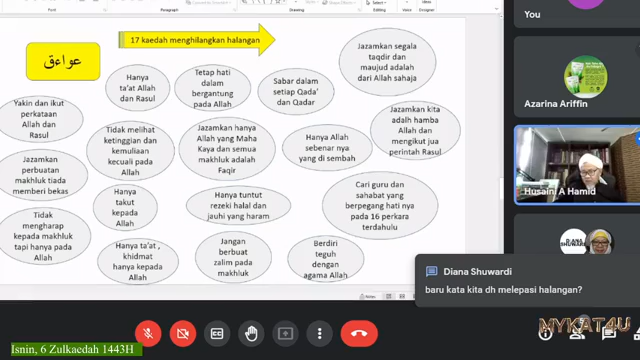 Paragraph
Drawing
Editing
Designer
You
17 kaedah menghilangkan halangan
عواءق
Jazamkan segala
taqdir dan
maujud adalah
dari Allah sahaja
Hanya
ta'at Allah
dan Rasul
Tetap hati
dalam
bergantung
pada Allah
Sabar dalam
setiap Qada'
dan Qadar
Azarina Ariffin
Yakin dan ikut
perkataan
Allah dan
Rasul
Tidak melihat
ketinggian dan
kemuliaan
kecuali pada
Allah
Jazamkan hanya
Allah yang Maha
Kaya dan semua
makhluk adalah
Faqir
Hanya Allah
sebenar nya
yang di sembah
Jazamkan kita
adalh hamba
Allah dan
mengikut jua
perintah Rasul
Jazamkan
perbuatan
makhluk tiada
memberi bekas
Hanya
takut
kepada
Allah
Hanya tuntut
rezeki halal dan
jauhi yang haram
Cari guru dan
sahabat yang
berpegang hati nya
pada 16 perkara
terdahulu
Husaini A Hamid
Tidak
mengharap
kepada makhluk
tapi hanya pada
Allah
Hanya ta'at ,
khidmat
hanya kepada
Allah
Jangan
berbuat
zalim pada
makhluk
Berdiri
teguh
dengan
agama Allah
Diana Shuwardi
baru kata kita dh melepasi halangan?
MYKAT4U
Isnin, 6 Zulkaedah 1443H